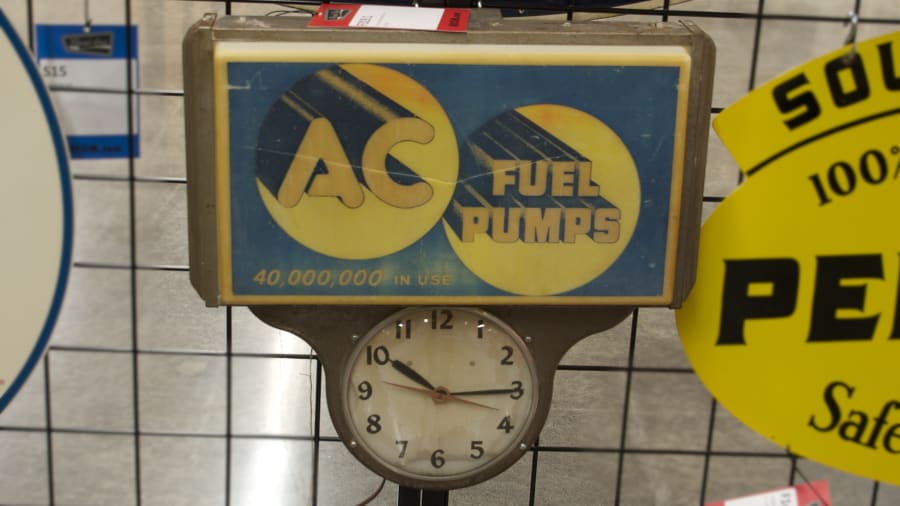 S15
AC
FUEL
PUMPS
40,000,000 IN USE
12
1
2
3
4
5
6
7
8
9
10
11
SOU
100%
PE
Safe